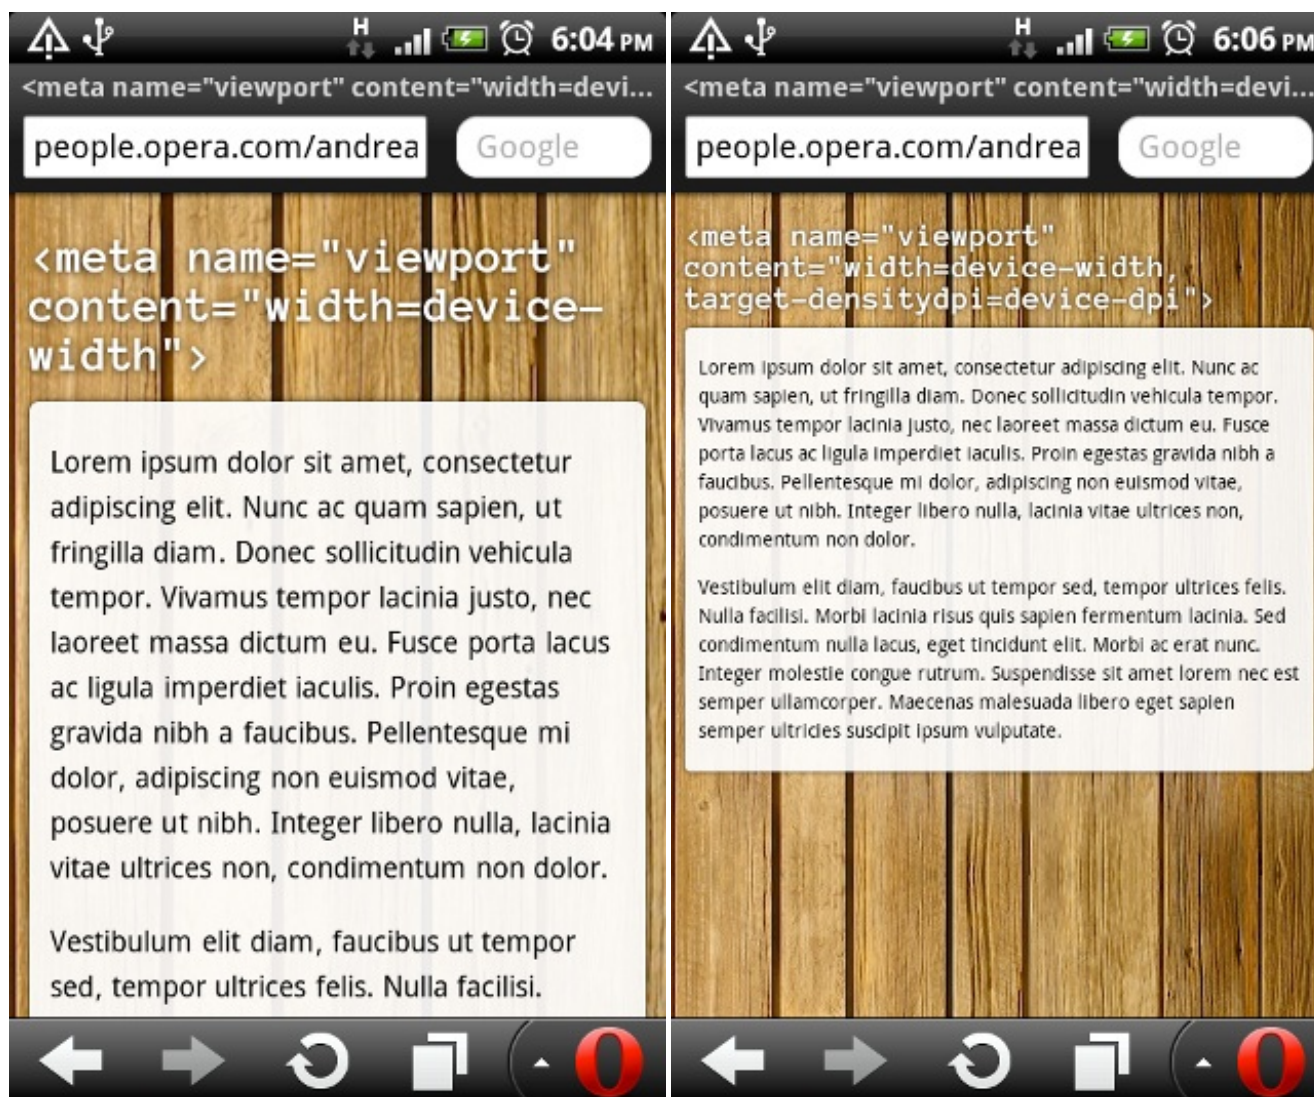 H
6:04 PM
<meta name="viewport" content="width=devi...
people.opera.com/andrea
Google
<meta name="viewport"
content="width=device-
width">
Lorem ipsum dolor sit amet, consectetur
adipiscing elit. Nunc ac quam sapien, ut
fringilla diam. Donec sollicitudin vehicula
tempor. Vivamus tempor lacinia justo, nec
laoreet massa dictum eu. Fusce porta lacus
ac ligula imperdiet iaculis. Proin egestas
gravida nibh a faucibus. Pellentesque mi
dolor, adipiscing non euismod vitae,
posuere ut nibh. Integer libero nulla, lacinia
vitae ultrices non, condimentum non dolor.
Vestibulum elit diam, faucibus ut tempor
sed, tempor ultrices felis. Nulla facilisi.
H
6:06 PM
<meta name="viewport" content="width=devi...
people.opera.com/andrea
Google
<meta name="viewport"
content="width=device-width,
target-densitydpi=device-dpi">
Lorem ipsum dolor sit amet, consectetur adipiscing elit. Nunc ac
quam sapien, ut fringilla diam. Donec sollicitudin vehicula tempor.
Vivamus tempor lacinia justo, nec laoreet massa dictum eu. Fusce
porta lacus ac ligula imperdiet iaculis. Proin egestas gravida nibh a
faucibus. Pellentesque mi dolor, adipiscing non euismod vitae,
posuere ut nibh. Integer libero nulla, lacinia vitae ultrices non,
condimentum non dolor.
Vestibulum elit diam, faucibus ut tempor sed, tempor ultrices felis.
Nulla facilisi. Morbi lacinia risus quis sapien fermentum lacinia. Sed
condimentum nulla lacus, eget tincidunt elit. Morbi ac erat nunc.
Integer molestie congue rutrum. Suspendisse sit amet lorem nec est
semper ullamcorper. Maecenas malesuada libero eget sapien
semper ultricies suscipit ipsum vulputate.